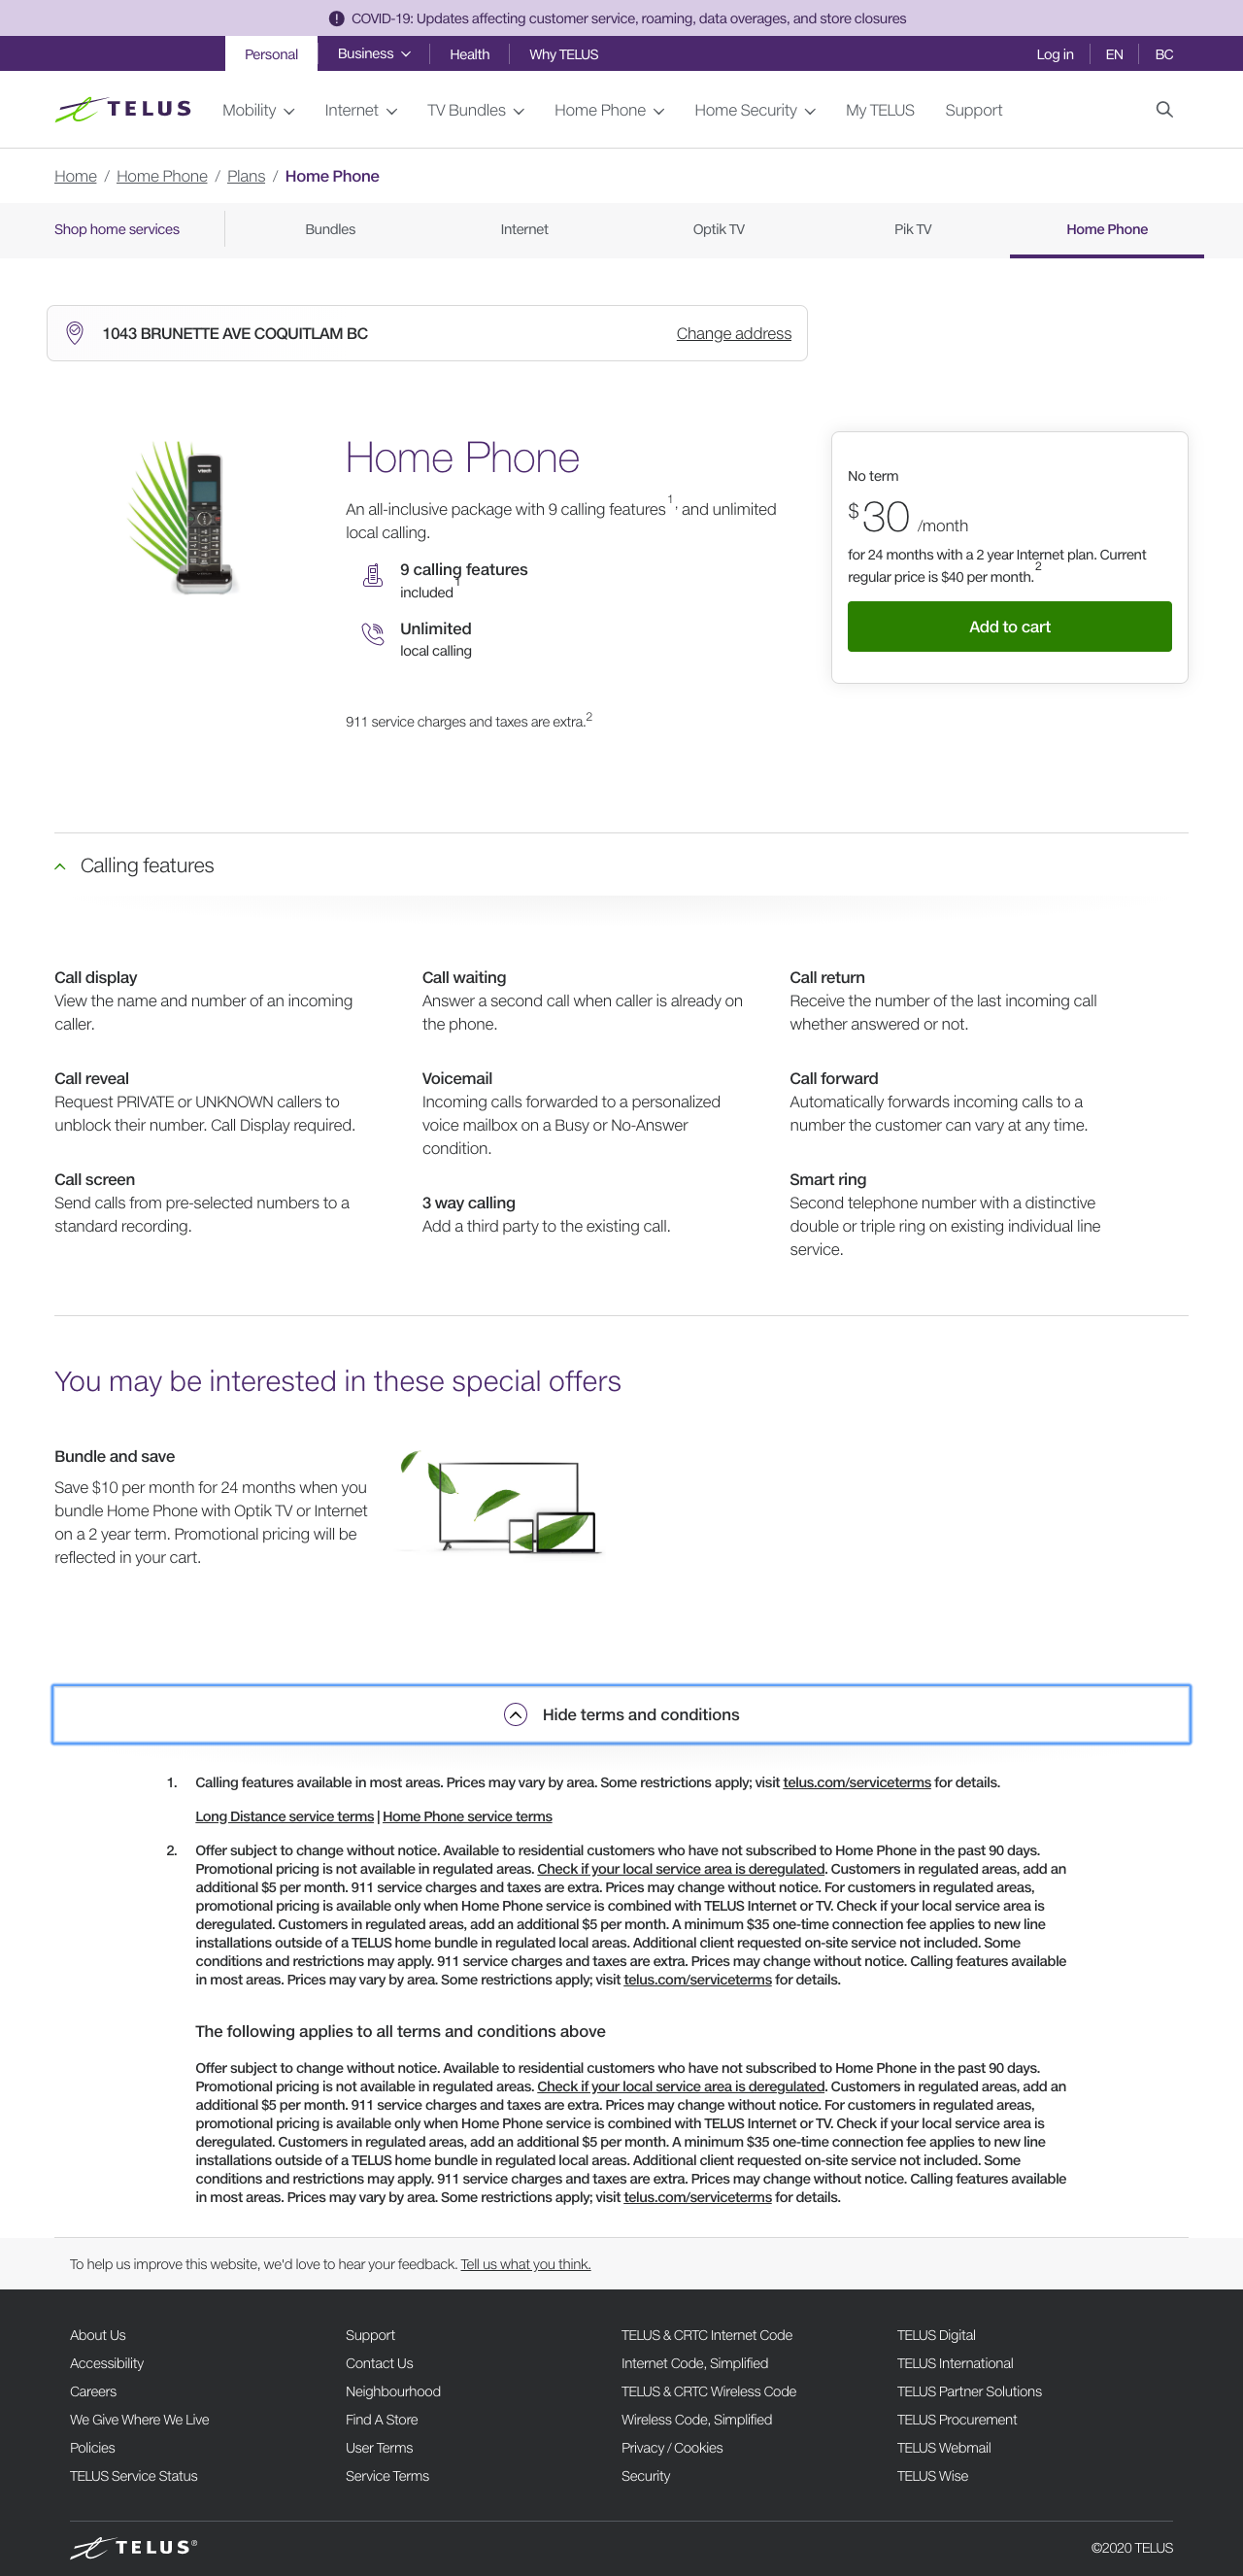 COVID-19: Updates affecting customer service, roaming, data overages, and store closures
Personal
Business
Health
Why TELUS
Log in
EN
BC
TELUS
Mobility
Internet
TV Bundles
Home Phone
Home Security
My TELUS
Support
Home / Home Phone / Plans / Home Phone
Shop home services
Bundles
Internet
Optik TV
Pik TV
Home Phone
1043 BRUNETTE AVE COQUITLAM BC
Change address
Home Phone
An all-inclusive package with 9 calling features1, and unlimited
local calling.
9 calling features
included1
Unlimited
local calling
911 service charges and taxes are extra.2
No term
$30 /month
for 24 months with a 2 year Internet plan. Current
regular price is $40 per month.2
Add to cart
Calling features
Call display
View the name and number of an incoming
caller.
Call reveal
Request PRIVATE or UNKNOWN callers to
unblock their number. Call Display required.
Call screen
Send calls from pre-selected numbers to a
standard recording.
Call waiting
Answer a second call when caller is already on
the phone.
Voicemail
Incoming calls forwarded to a personalized
voice mailbox on a Busy or No-Answer
condition.
3 way calling
Add a third party to the existing call.
Call return
Receive the number of the last incoming call
whether answered or not.
Call forward
Automatically forwards incoming calls to a
number the customer can vary at any time.
Smart ring
Second telephone number with a distinctive
double or triple ring on existing individual line
service.
You may be interested in these special offers
Bundle and save
Save $10 per month for 24 months when you
bundle Home Phone with Optik TV or Internet
on a 2 year term. Promotional pricing will be
reflected in your cart.
Hide terms and conditions
1. Calling features available in most areas. Prices may vary by area. Some restrictions apply; visit telus.com/serviceterms for details.
Long Distance service terms | Home Phone service terms
2. Offer subject to change without notice. Available to residential customers who have not subscribed to Home Phone in the past 90 days.
Promotional pricing is not available in regulated areas. Check if your local service area is deregulated. Customers in regulated areas, add an
additional $5 per month. 911 service charges and taxes are extra. Prices may change without notice. For customers in regulated areas,
promotional pricing is available only when Home Phone service is combined with TELUS Internet or TV. Check if your local service area is
deregulated. Customers in regulated areas, add an additional $5 per month. A minimum $35 one-time connection fee applies to new line
installations outside of a TELUS home bundle in regulated local areas. Additional client requested on-site service not included. Some
conditions and restrictions may apply. 911 service charges and taxes are extra. Prices may change without notice. Calling features available
in most areas. Prices may vary by area. Some restrictions apply; visit telus.com/serviceterms for details.
The following applies to all terms and conditions above
Offer subject to change without notice. Available to residential customers who have not subscribed to Home Phone in the past 90 days.
Promotional pricing is not available in regulated areas. Check if your local service area is deregulated. Customers in regulated areas, add an
additional $5 per month. 911 service charges and taxes are extra. Prices may change without notice. For customers in regulated areas,
promotional pricing is available only when Home Phone service is combined with TELUS Internet or TV. Check if your local service area is
deregulated. Customers in regulated areas, add an additional $5 per month. A minimum $35 one-time connection fee applies to new line
installations outside of a TELUS home bundle in regulated local areas. Additional client requested on-site service not included. Some
conditions and restrictions may apply. 911 service charges and taxes are extra. Prices may change without notice. Calling features available
in most areas. Prices may vary by area. Some restrictions apply; visit telus.com/serviceterms for details.
To help us improve this website, we'd love to hear your feedback. Tell us what you think.
About Us
Accessibility
Careers
We Give Where We Live
Policies
TELUS Service Status
Support
Contact Us
Neighbourhood
Find A Store
User Terms
Service Terms
TELUS & CRTC Internet Code
Internet Code, Simplified
TELUS & CRTC Wireless Code
Wireless Code, Simplified
Privacy / Cookies
Security
TELUS Digital
TELUS International
TELUS Partner Solutions
TELUS Procurement
TELUS Webmail
TELUS Wise
TELUS®
©2020 TELUS